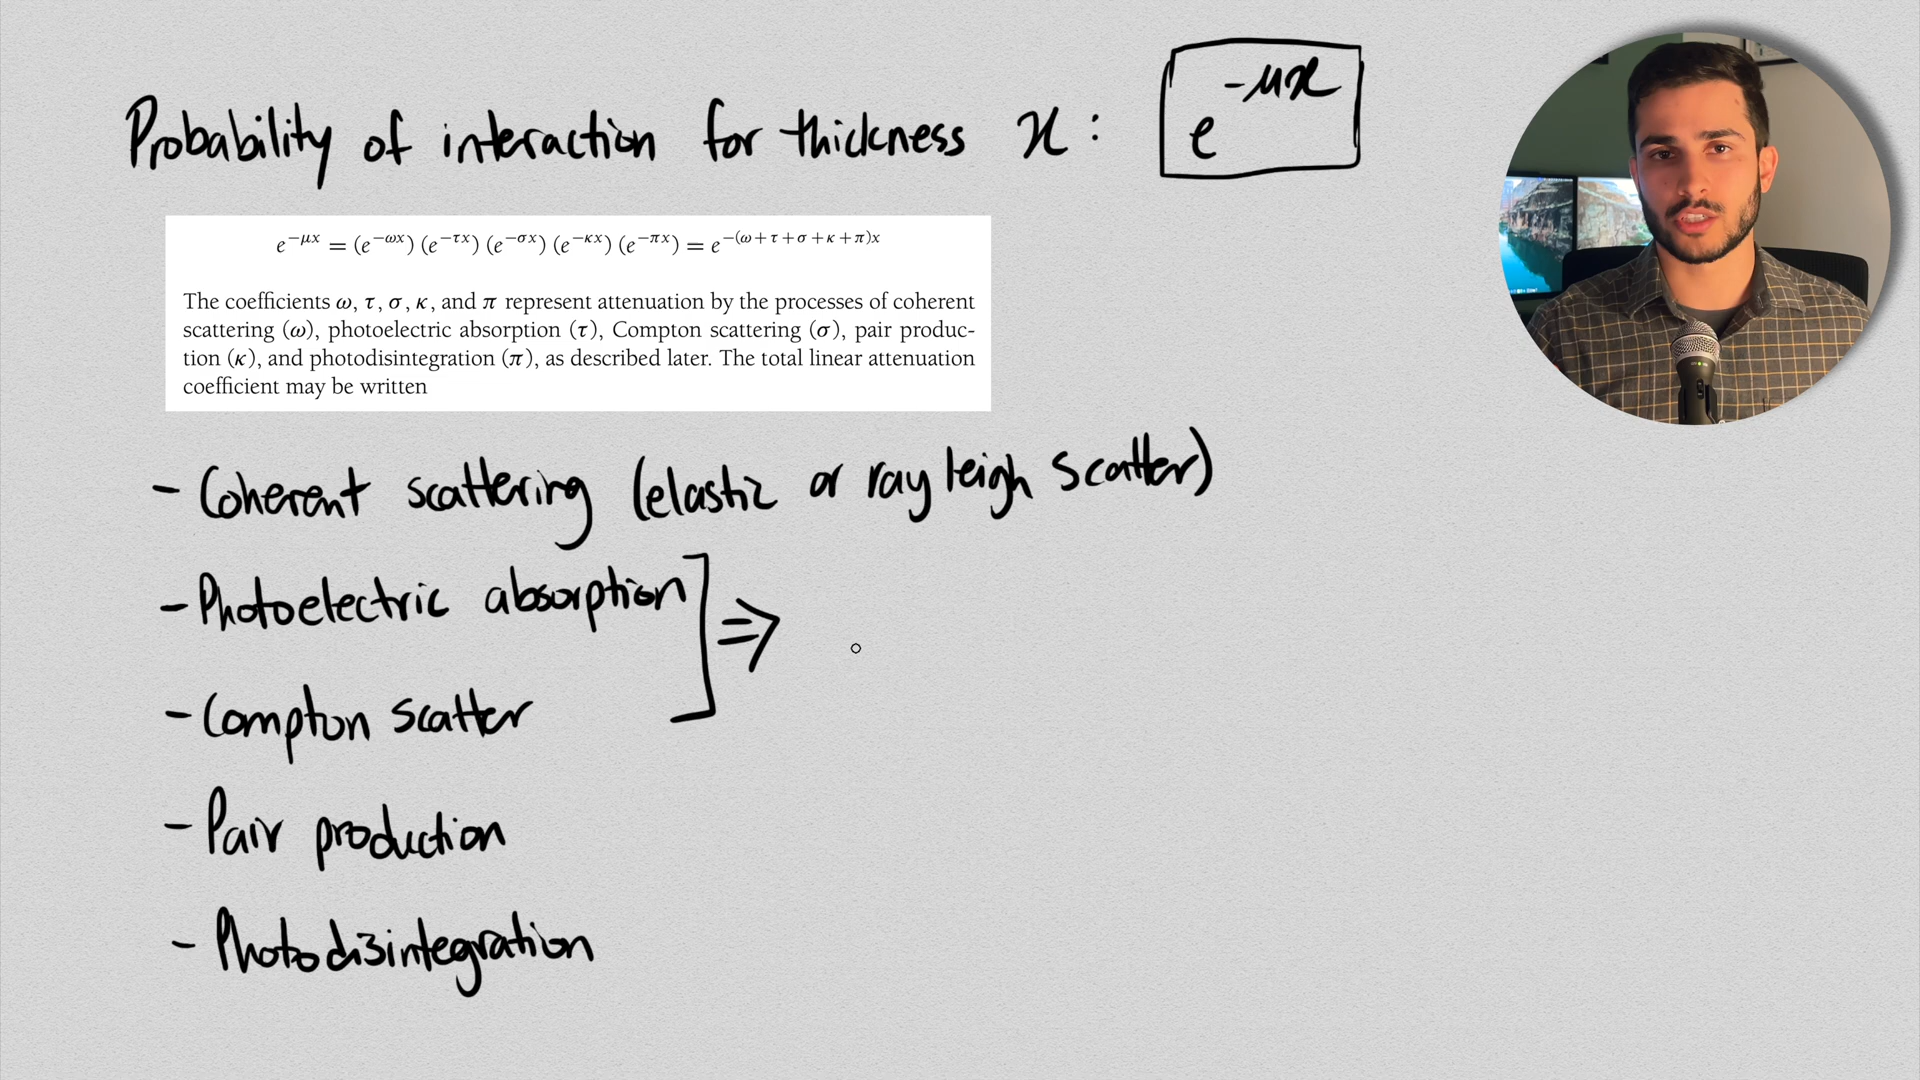 Probability of interaction for thickness x : e^{-μx}
e^{−μx} = (e^{−ωx}) (e^{−τx}) (e^{−σx}) (e^{−κx}) (e^{−πx}) = e^{−(ω+τ+σ+κ+π)x}
The coefficients ω, τ, σ, κ, and π represent attenuation by the processes of coherent
scattering (ω), photoelectric absorption (τ), Compton scattering (σ), pair produc-
tion (κ), and photodisintegration (π), as described later. The total linear attenuation
coefficient may be written
- Coherent scattering (elastic or rayleigh scatter)
- Photoelectric absorption ] ⇒
- Compton scatter
- Pair production
- Photodisintegration